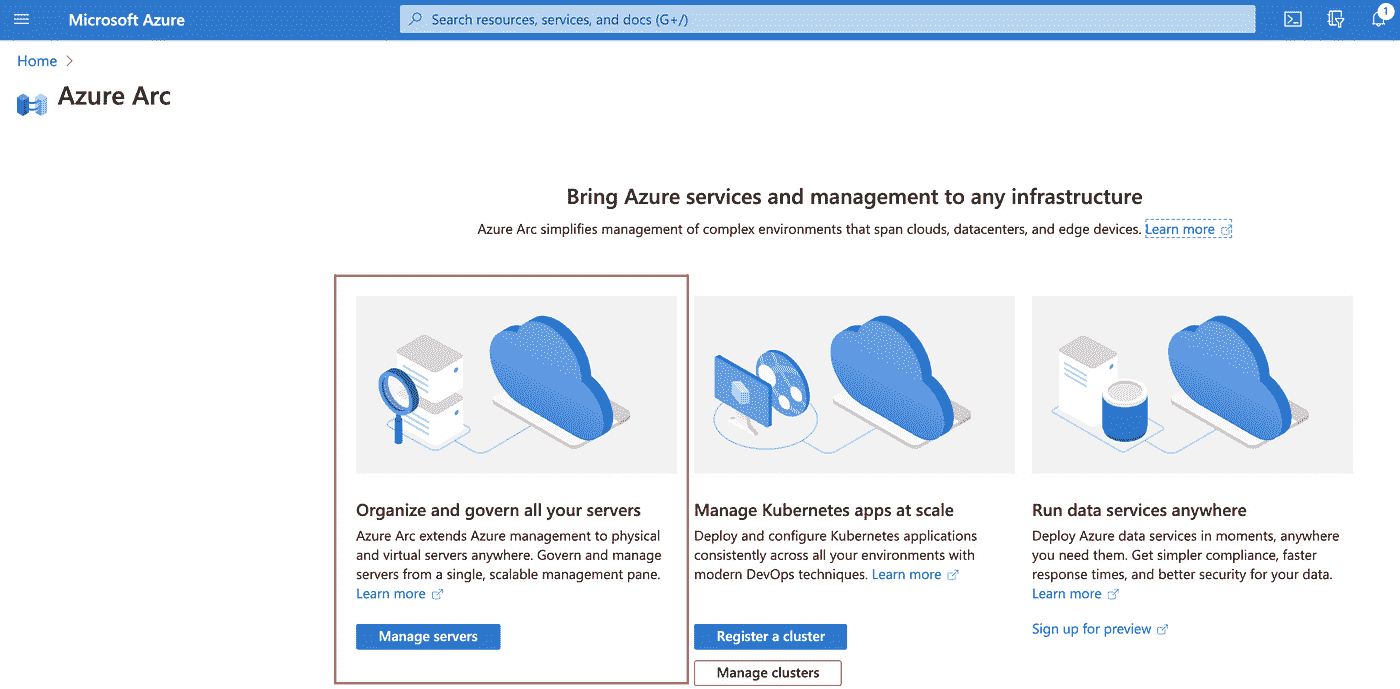 Microsoft Azure
Search resources, services, and docs (G+/)
1
Home
Azure Arc
Bring Azure services and management to any infrastructure
Azure Arc simplifies management of complex environments that span clouds, datacenters, and edge devices. Learn more
Organize and govern all your servers
Azure Arc extends Azure management to physical
and virtual servers anywhere. Govern and manage
servers from a single, scalable management pane.
Learn more
Manage servers
Manage Kubernetes apps at scale
Deploy and configure Kubernetes applications
consistently across all your environments with
modern DevOps techniques. Learn more
Register a cluster
Manage clusters
Run data services anywhere
Deploy Azure data services in moments, anywhere
you need them. Get simpler compliance, faster
response times, and better security for your data.
Learn more
Sign up for preview